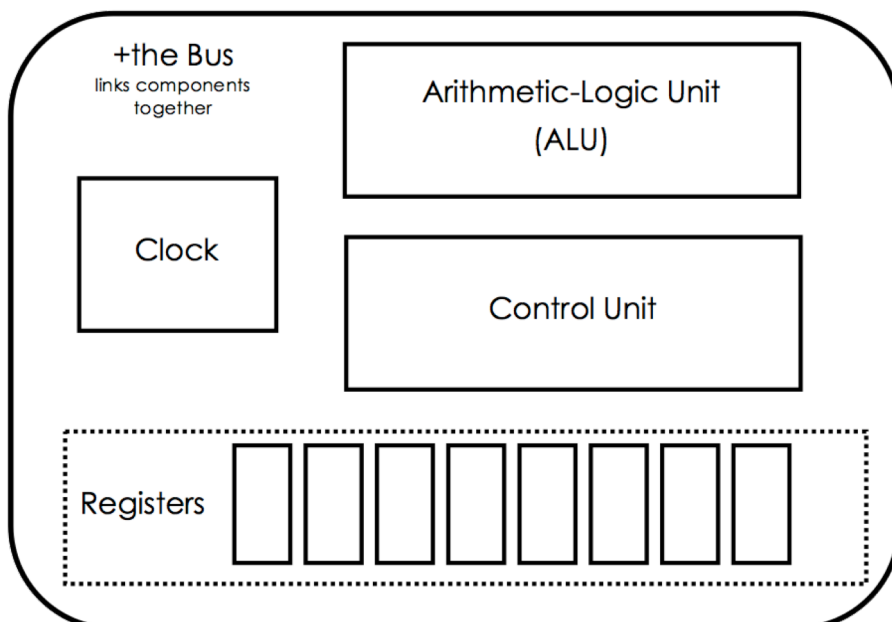 +the Bus
links components
together
Arithmetic-Logic Unit
(ALU)
Clock
Control Unit
Registers